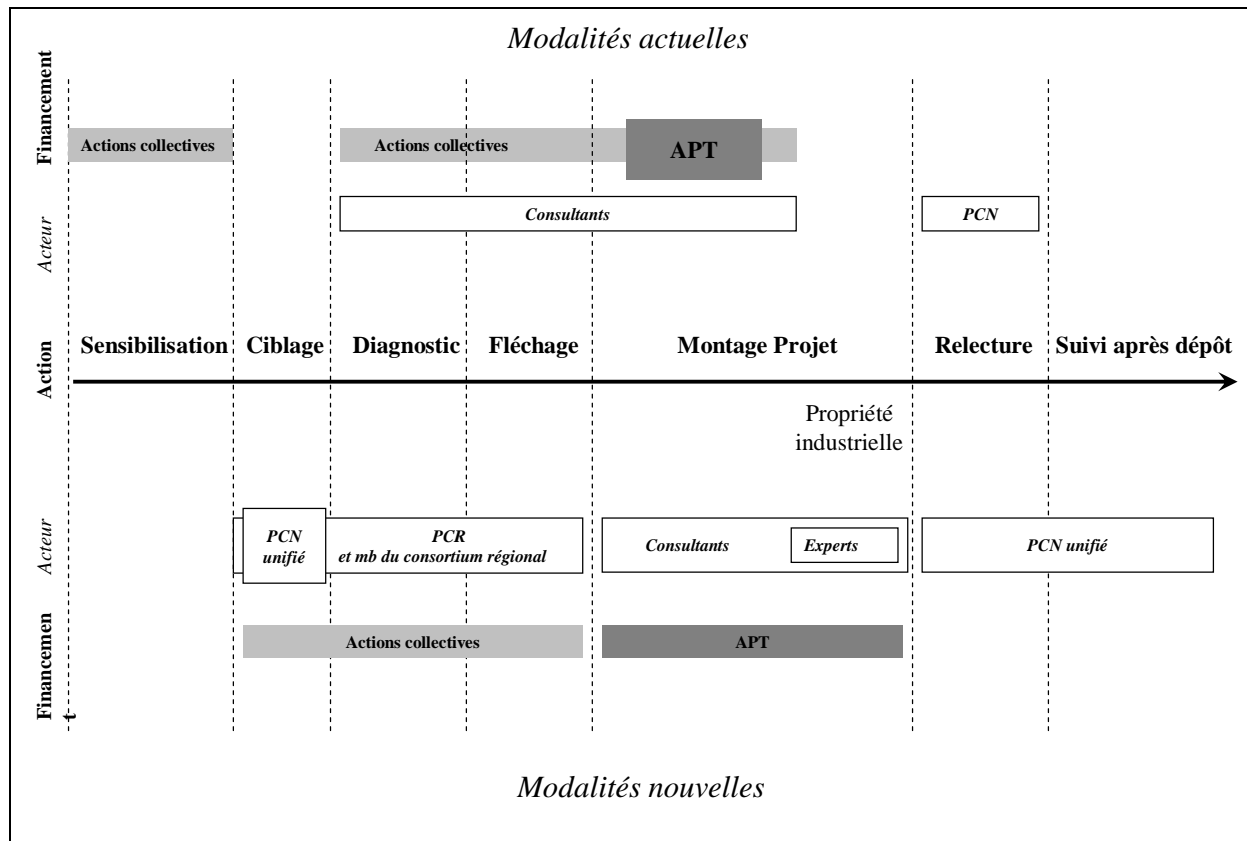 Modalités actuelles
Financement
Actions collectives
Actions collectives
APT
Acteur
Consultants
PCN
Action
Sensibilisation
Ciblage
Diagnostic
Fléchage
Montage Projet
Relecture
Suivi après dépôt
Propriété
industrielle
Acteur
PCN
unifié
PCR
et mb du consortium régional
Consultants
Experts
PCN unifié
Financemen
t
Actions collectives
APT
Modalités nouvelles